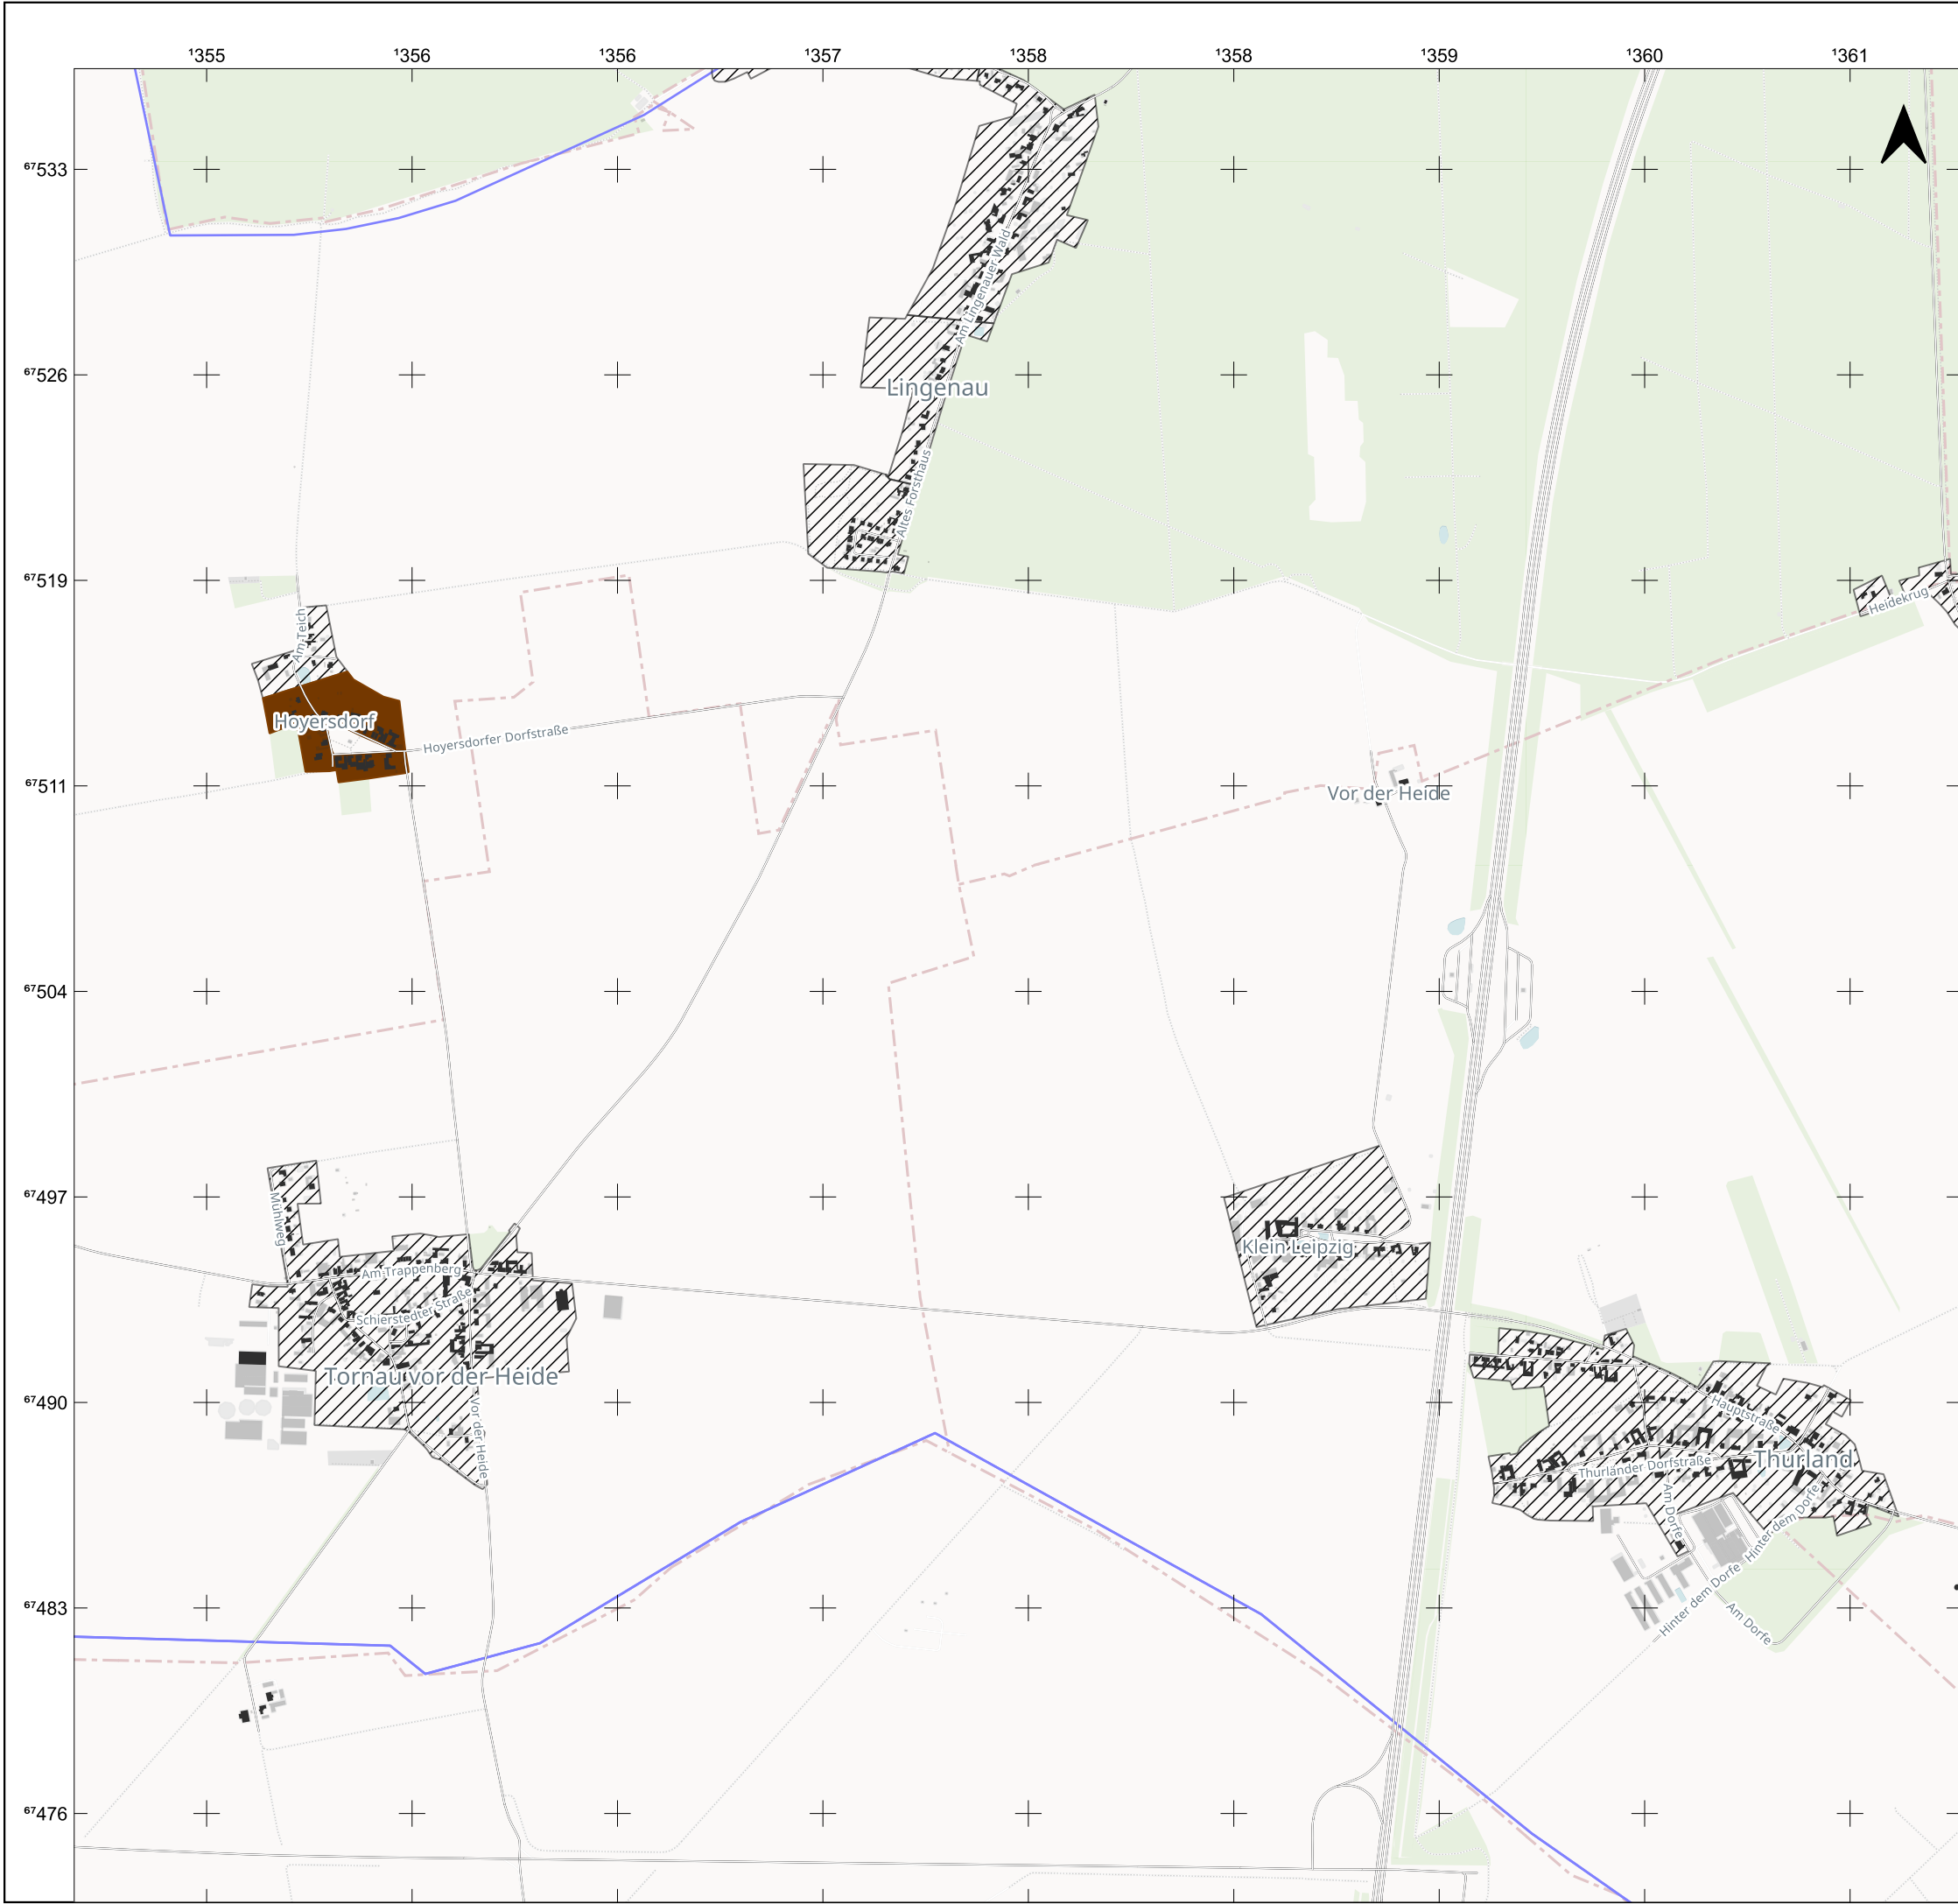 ¹355 ¹356 ¹356 ¹357 ¹358 ¹358 ¹359 ¹360 ¹361
⁶⁷533
Am Lingenauer Wald
⁶⁷526
Lingenau
Altes Forsthaus
⁶⁷519
Heidekrug
Am Teich
Hoyersdorf
Hoyersdorfer Dorfstraße
⁶⁷511
Vor der Heide
⁶⁷504
⁶⁷497
Mühlweg
Klein Leipzig
Am Trappenberg
Schierstedter Straße
Tornau vor der Heide
⁶⁷490
Vor der Heide
Hauptstraße
Thurland
Thurländer Dorfstraße
Am Dorfe
Hinter dem Dorfe
Hinter dem Dorfe
Am Dorfe
⁶⁷483
⁶⁷476